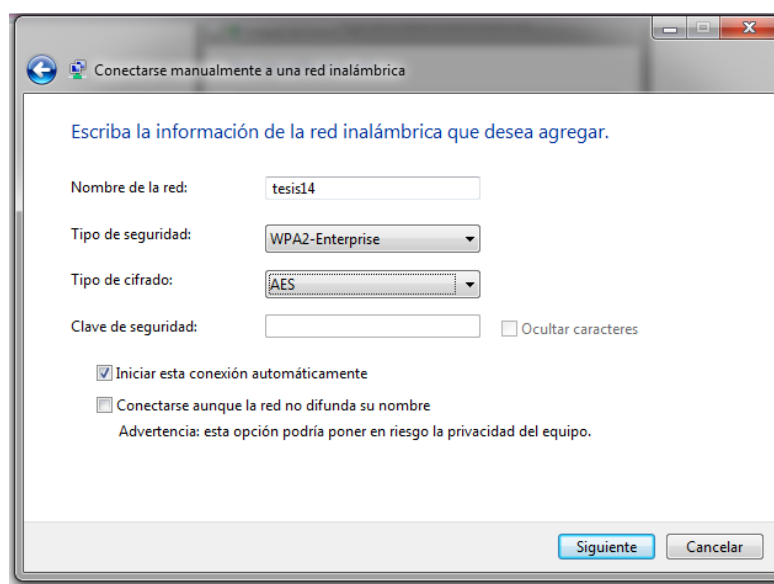 Conectarse manualmente a una red inalámbrica
Escriba la información de la red inalámbrica que desea agregar.
Nombre de la red: tesis14
Tipo de seguridad: WPA2-Enterprise
Tipo de cifrado: AES
Clave de seguridad: Ocultar caracteres
Iniciar esta conexión automáticamente
Conectarse aunque la red no difunda su nombre
Advertencia: esta opción podría poner en riesgo la privacidad del equipo.
Siguiente Cancelar